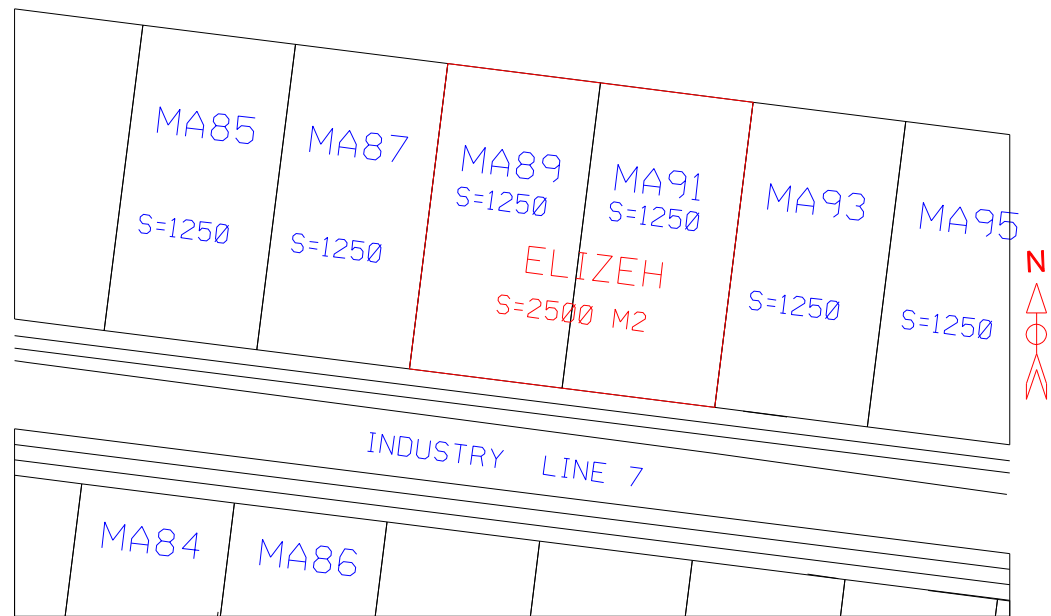 MA85
S=1250
MA87
S=1250
MA89
S=1250
MA91
S=1250
ELIZEH
S=2500 M2
MA93
S=1250
MA95
S=1250
N
INDUSTRY LINE 7
MA84
MA86